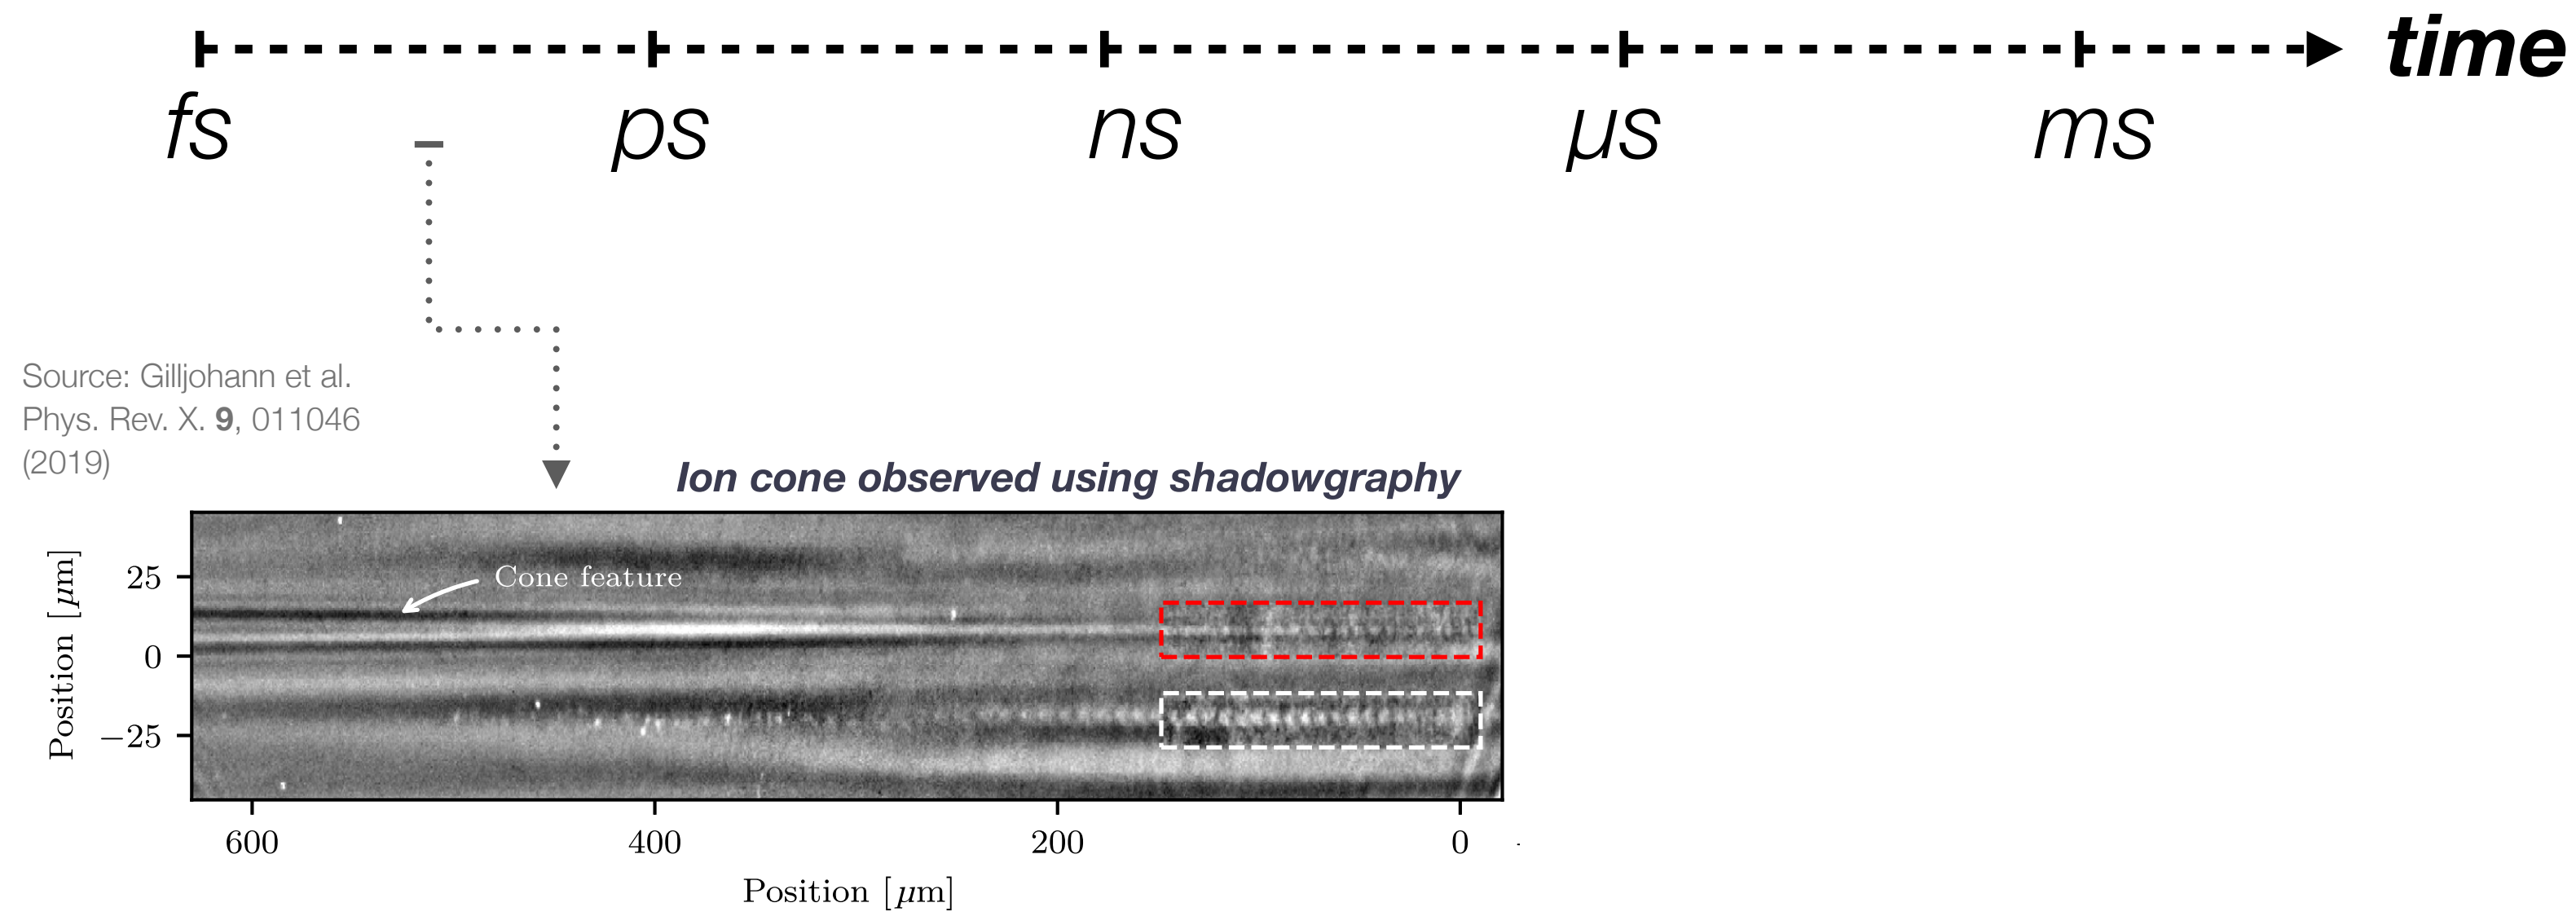 time
fs ps ns μs ms
Source: Gilljohann et al.
Phys. Rev. X. 9, 011046
(2019)
Ion cone observed using shadowgraphy
Cone feature
Position [μm]
25
0
−25
600 400 200 0
Position [μm]